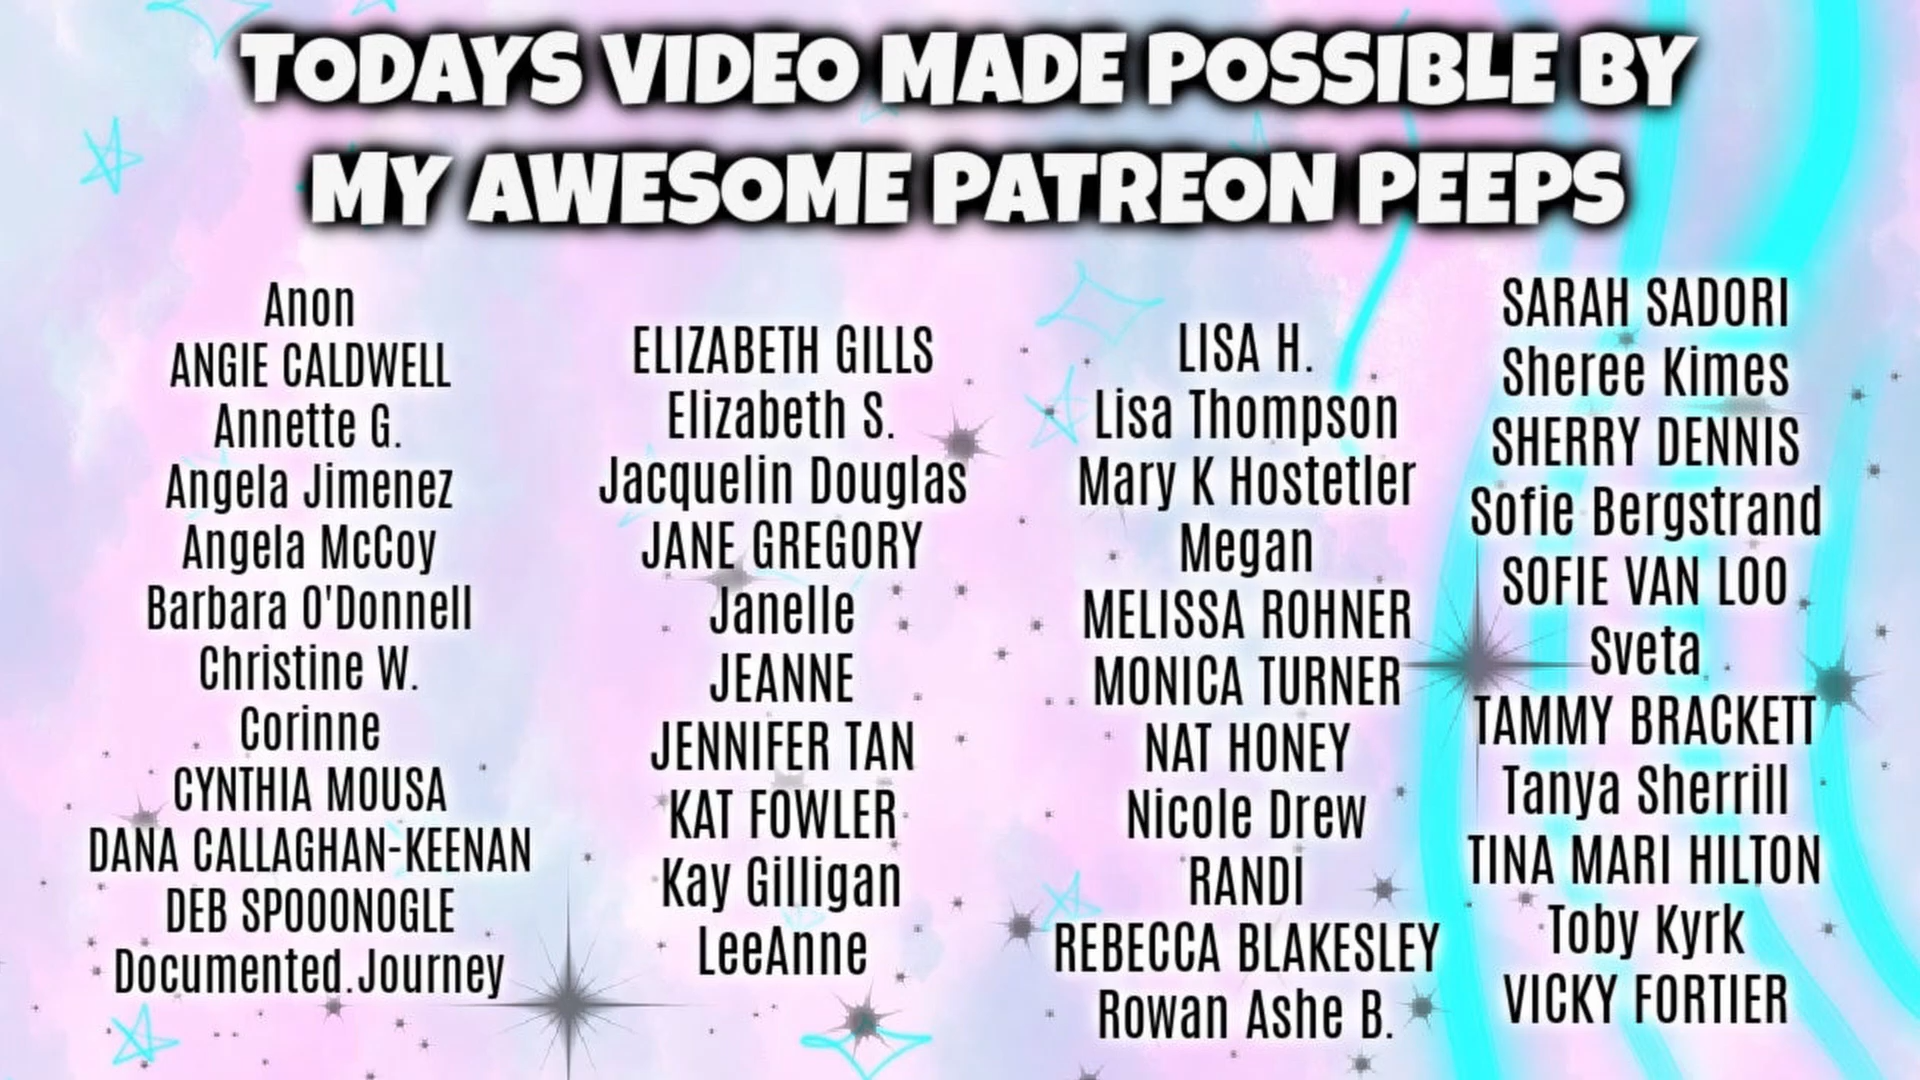 TODAYS VIDEO MADE POSSIBLE BY
MY AWESOME PATREON PEEPS
Anon
ANGIE CALDWELL
Annette G.
Angela Jimenez
Angela McCoy
Barbara O'Donnell
Christine W.
Corinne
CYNTHIA MOUSA
DANA CALLAGHAN-KEENAN
DEB SPOOONOGLE
Documented.Journey
ELIZABETH GILLS
Elizabeth S.
Jacquelin Douglas
JANE GREGORY
Janelle
JEANNE
JENNIFER TAN
KAT FOWLER
Kay Gilligan
LeeAnne
LISA H.
Lisa Thompson
Mary K Hostetler
Megan
MELISSA ROHNER
MONICA TURNER
NAT HONEY
Nicole Drew
RANDI
REBECCA BLAKESLEY
Rowan Ashe B.
SARAH SADORI
Sheree Kimes
SHERRY DENNIS
Sofie Bergstrand
SOFIE VAN LOO
Sveta
TAMMY BRACKETT
Tanya Sherrill
TINA MARI HILTON
Toby Kyrk
VICKY FORTIER